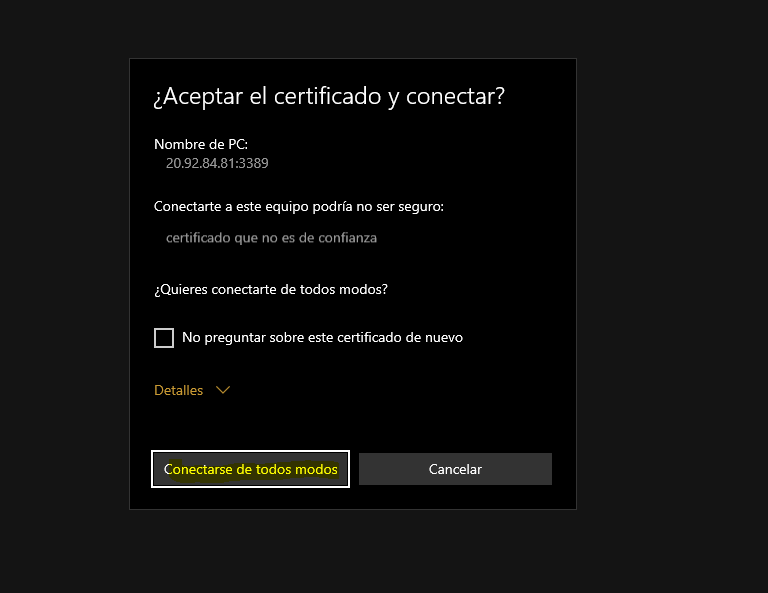 ¿Aceptar el certificado y conectar?
Nombre de PC:
20.92.84.81:3389
Conectarte a este equipo podría no ser seguro:
certificado que no es de confianza
¿Quieres conectarte de todos modos?
No preguntar sobre este certificado de nuevo
Detalles
Conectarse de todos modos
Cancelar